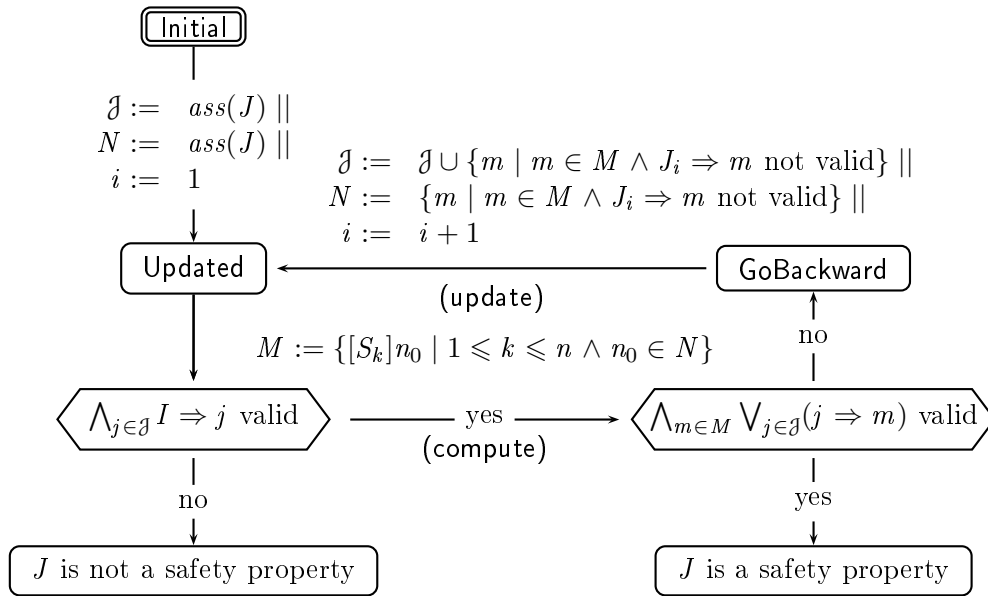 Initial
𝒥 := ass(J) ||
N := ass(J) ||
i := 1
𝒥 := 𝒥 ∪ {m | m ∈ M ∧ J_i ⇒ m not valid} ||
N := {m | m ∈ M ∧ J_i ⇒ m not valid} ||
i := i + 1
Updated
GoBackward
(update)
M := {[S_k]n_0 | 1 ⩽ k ⩽ n ∧ n_0 ∈ N}
no
⋀_{j∈𝒥} I ⇒ j valid
yes
(compute)
⋀_{m∈M} ⋁_{j∈𝒥}(j ⇒ m) valid
no
yes
J is not a safety property
J is a safety property